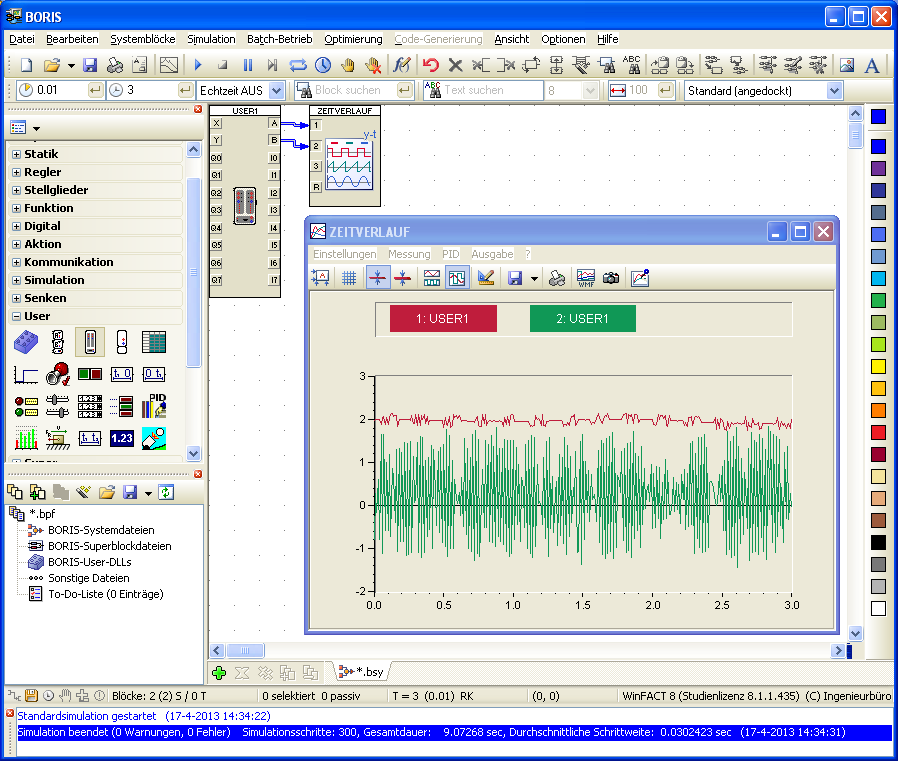 BORIS
Datei Bearbeiten Systemblöcke Simulation Batch-Betrieb Optimierung Code-Generierung Ansicht Optionen Hilfe
0.01 3 Echtzeit AUS Block suchen Text suchen 8 100 Standard (angedockt)
Statik
Regler
Stellglieder
Funktion
Digital
Aktion
Kommunikation
Simulation
Senken
User
PID
1.23
*.bpf
BORIS-Systemdateien
BORIS-Superblockdateien
BORIS-User-DLLs
Sonstige Dateien
To-Do-Liste (0 Einträge)
USER1
X A
Y B
Q0 I0
Q1 I1
Q2 I2
Q3 I3
Q4 I4
Q5 I5
Q6 I6
Q7 I7
ZEITVERLAUF
1
2
3
R
y-t
ZEITVERLAUF
Einstellungen Messung PID Ausgabe ?
WMF
1: USER1 2: USER1
3
2
1
0
-1
-2
0.0 0.5 1.0 1.5 2.0 2.5 3.0
*.bsy
Blöcke: 2 (2) S / 0 T 0 selektiert 0 passiv T = 3 (0.01) RK (0, 0) WinFACT 8 (Studienlizenz 8.1.1.435) (C) Ingenieurbüro
Standardsimulation gestartet (17-4-2013 14:34:22)
Simulation beendet (0 Warnungen, 0 Fehler) Simulationsschritte: 300, Gesamtdauer: 9.07268 sec, Durchschnittliche Schrittweite: 0.0302423 sec (17-4-2013 14:34:31)